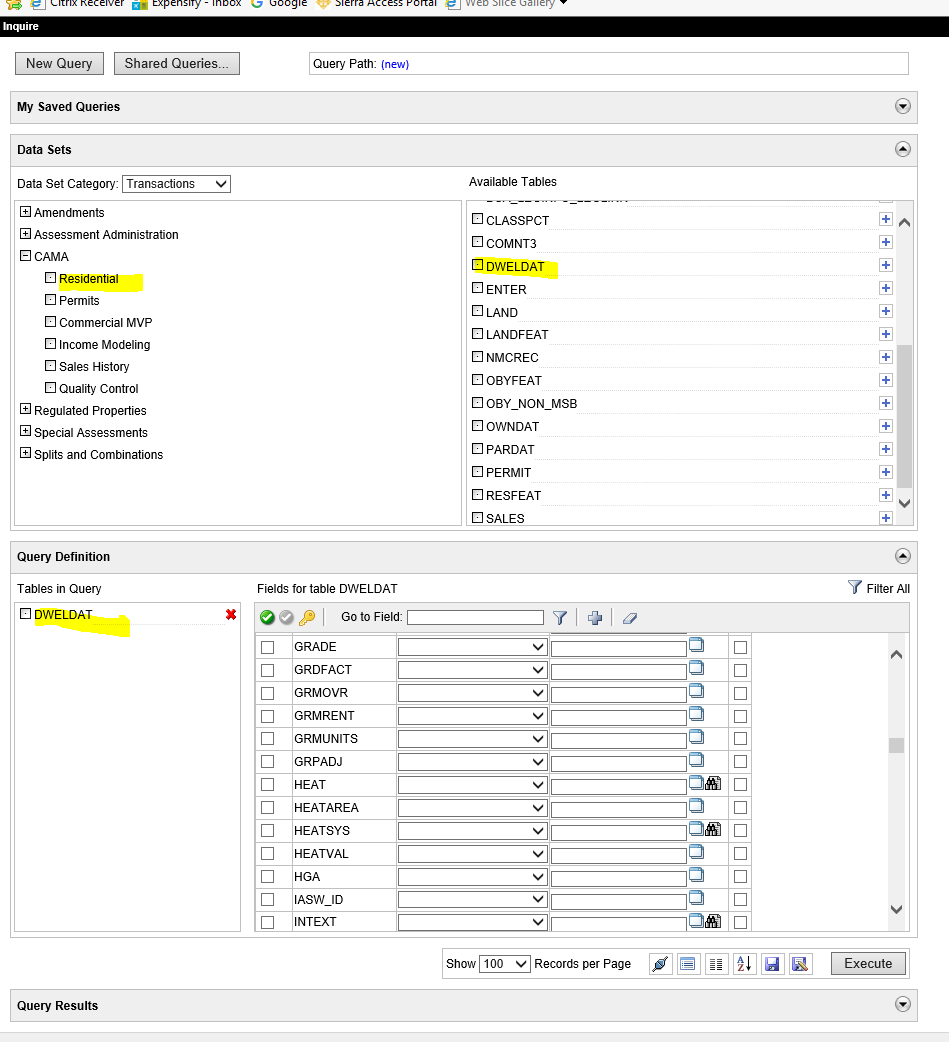 Citrix Receiver Expensify - Inbox Google Sierra Access Portal Web Slice Gallery
Inquire
New Query Shared Queries... Query Path: (new)
My Saved Queries
Data Sets
Data Set Category: Transactions
Amendments
Assessment Administration
CAMA
Residential
Permits
Commercial MVP
Income Modeling
Sales History
Quality Control
Regulated Properties
Special Assessments
Splits and Combinations
Available Tables
CLASSPCT
COMNT3
DWELDAT
ENTER
LAND
LANDFEAT
NMCREC
OBYFEAT
OBY_NON_MSB
OWNDAT
PARDAT
PERMIT
RESFEAT
SALES
Query Definition
Tables in Query
DWELDAT
Fields for table DWELDAT Filter All
Go to Field:
GRADE
GRDFACT
GRMOVR
GRMRENT
GRMUNITS
GRPADJ
HEAT
HEATAREA
HEATSYS
HEATVAL
HGA
IASW_ID
INTEXT
Show 100 Records per Page Execute
Query Results